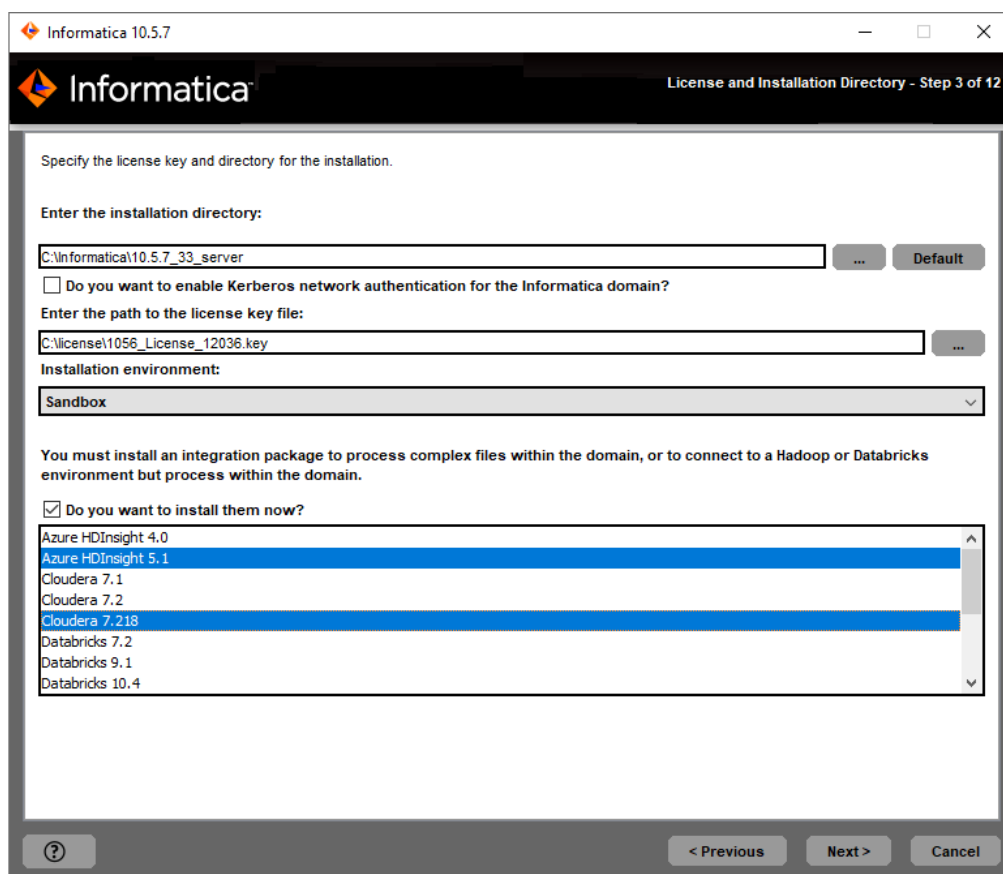 Informatica 10.5.7
Informatica
License and Installation Directory - Step 3 of 12
Specify the license key and directory for the installation.
Enter the installation directory:
C:\Informatica\10.5.7_33_server
...
Default
Do you want to enable Kerberos network authentication for the Informatica domain?
Enter the path to the license key file:
C:\license\1056_License_12036.key
...
Installation environment:
Sandbox
You must install an integration package to process complex files within the domain, or to connect to a Hadoop or Databricks
environment but process within the domain.
Do you want to install them now?
Azure HDInsight 4.0
Azure HDInsight 5.1
Cloudera 7.1
Cloudera 7.2
Cloudera 7.218
Databricks 7.2
Databricks 9.1
Databricks 10.4
?
< Previous
Next >
Cancel